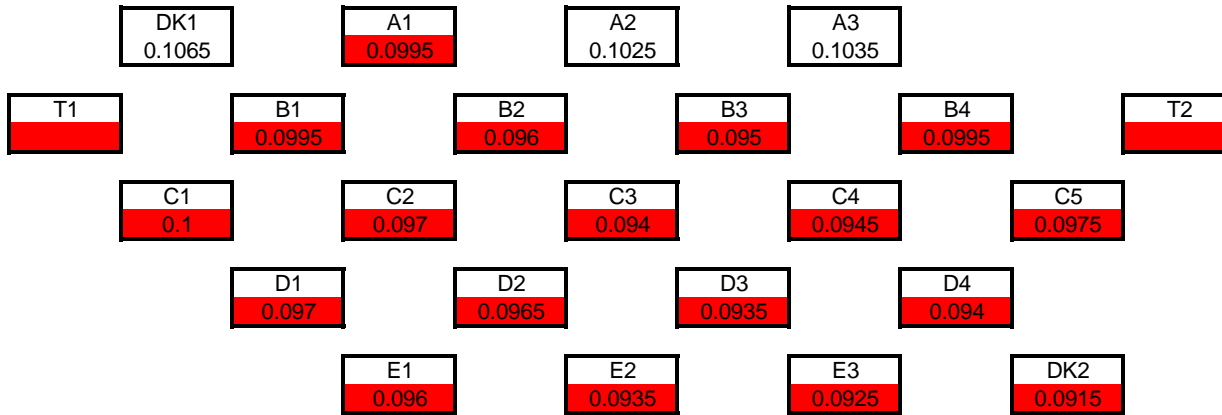 DK1 A1 A2 A3
0.1065 0.0995 0.1025 0.1035
T1 B1 B2 B3 B4 T2
0.0995 0.096 0.095 0.0995
C1 C2 C3 C4 C5
0.1 0.097 0.094 0.0945 0.0975
D1 D2 D3 D4
0.097 0.0965 0.0935 0.094
E1 E2 E3 DK2
0.096 0.0935 0.0925 0.0915